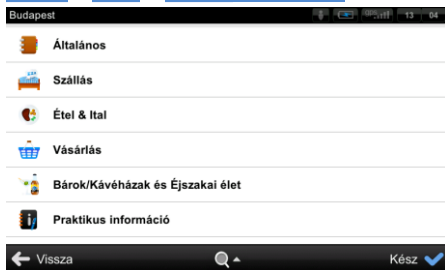 Budapest 13 04
Általános
Szállás
Étel & Ital
Vásárlás
Bárok/Kávéházak és Éjszakai élet
Praktikus információ
Vissza Kész